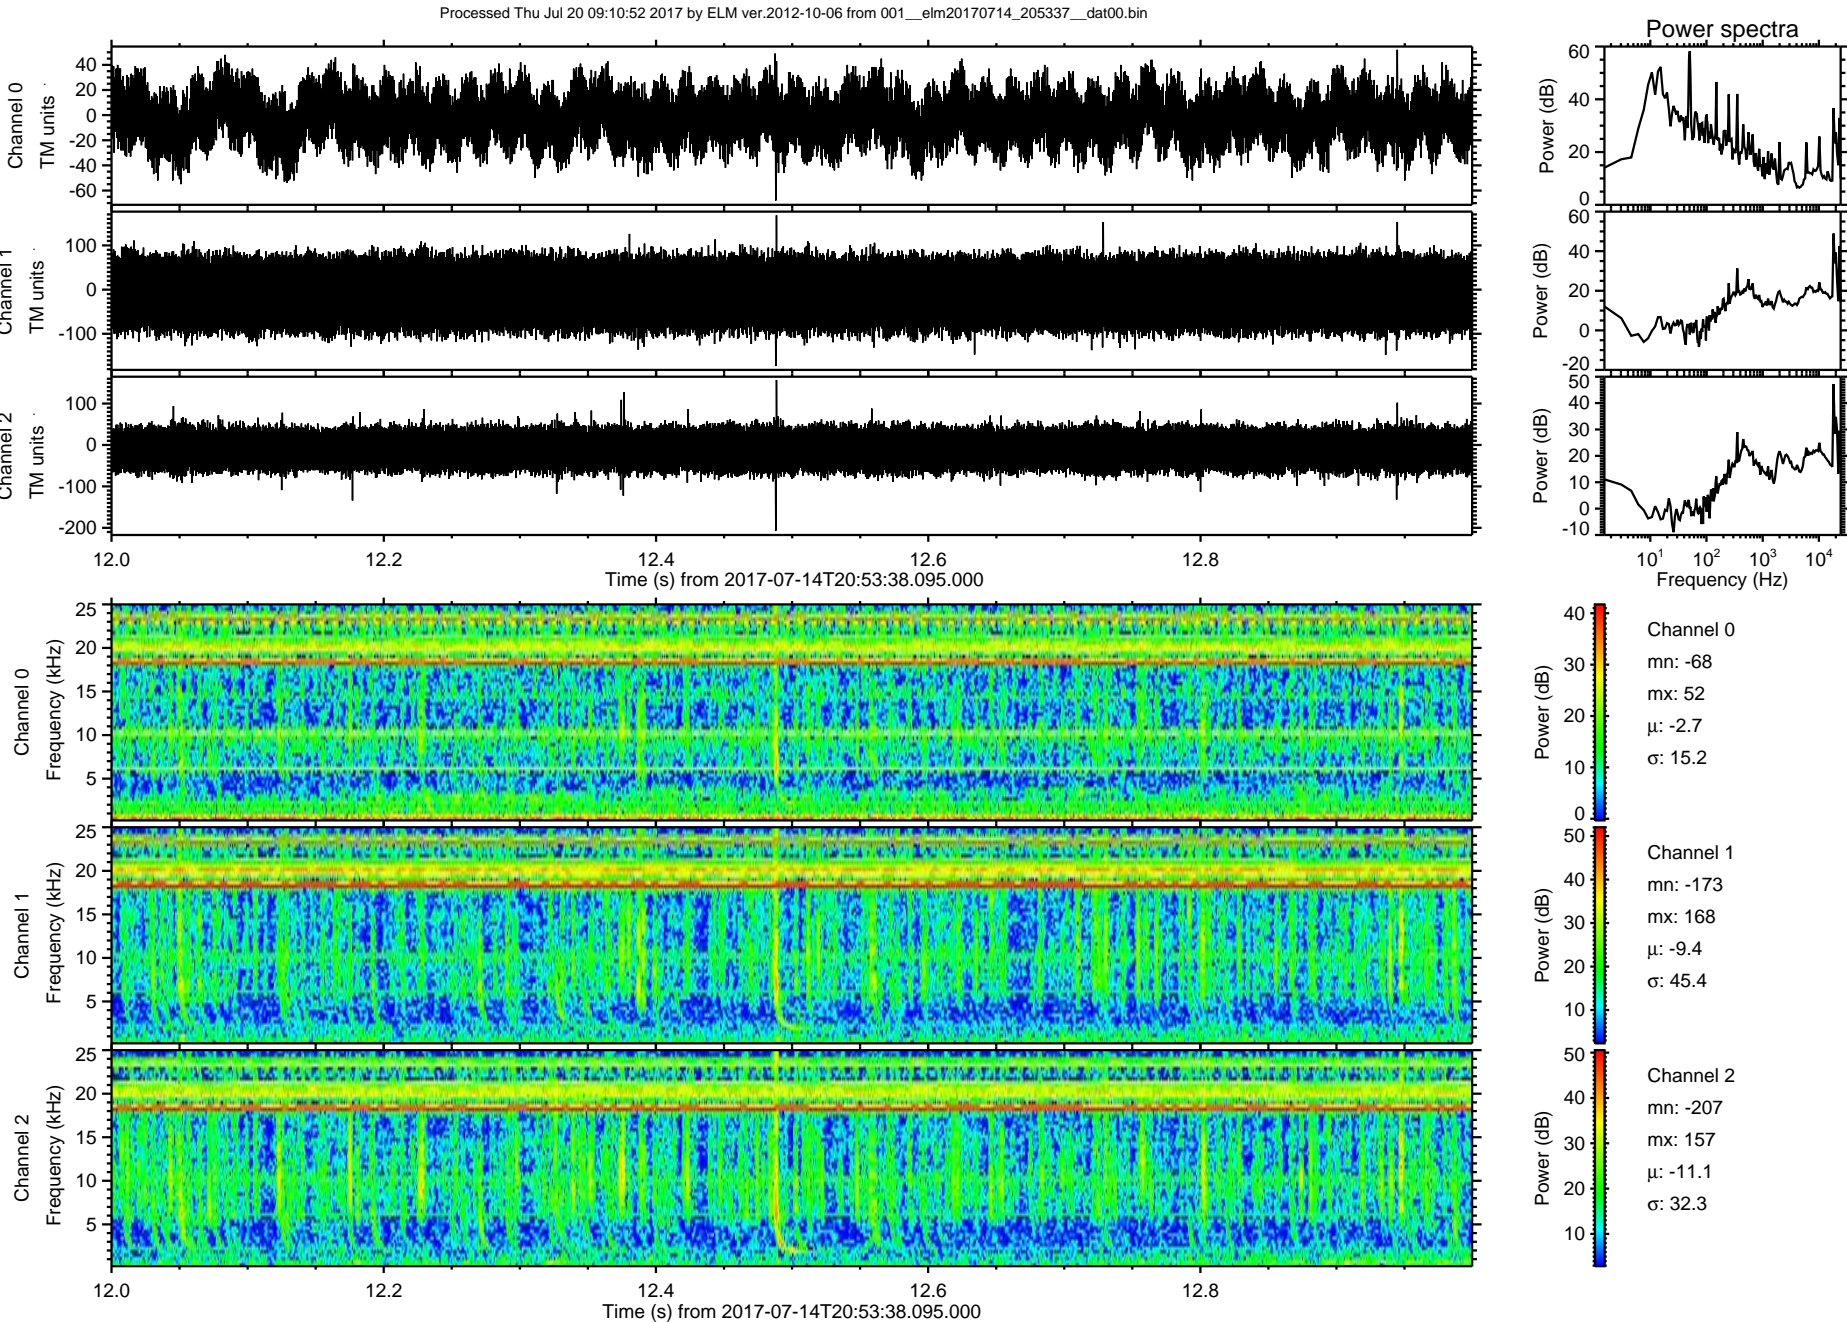 Processed Thu Jul 20 09:10:52 2017 by ELM ver.2012-10-06 from 001__elm20170714_205337__dat00.bin
Power spectra
Channel 0
TM units
40
20
0
-20
-40
-60
Power (dB)
60
40
20
0
Channel 1
TM units
100
0
-100
Power (dB)
60
40
20
0
-20
Channel 2
TM units
100
0
-100
-200
Power (dB)
50
40
30
20
10
0
-10
12.0 12.2 12.4 12.6 12.8
Time (s) from 2017-07-14T20:53:38.095.000
10^1 10^2 10^3 10^4
Frequency (Hz)
Channel 0
Frequency (kHz)
25
20
15
10
5
Power (dB)
40
30
20
10
0
Channel 0
mn: -68
mx: 52
μ: -2.7
σ: 15.2
Channel 1
Frequency (kHz)
25
20
15
10
5
Power (dB)
50
40
30
20
10
Channel 1
mn: -173
mx: 168
μ: -9.4
σ: 45.4
Channel 2
Frequency (kHz)
25
20
15
10
5
Power (dB)
50
40
30
20
10
Channel 2
mn: -207
mx: 157
μ: -11.1
σ: 32.3
12.0 12.2 12.4 12.6 12.8
Time (s) from 2017-07-14T20:53:38.095.000